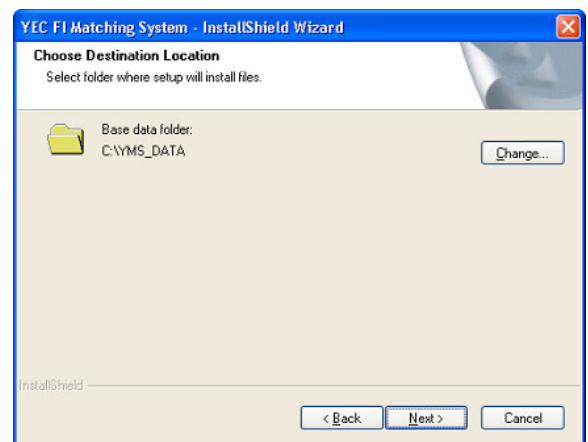 YEC FI Matching System - InstallShield Wizard
Choose Destination Location
Select folder where setup will install files.
Base data folder:
C:\YMS_DATA
Change...
InstallShield
< Back
Next >
Cancel